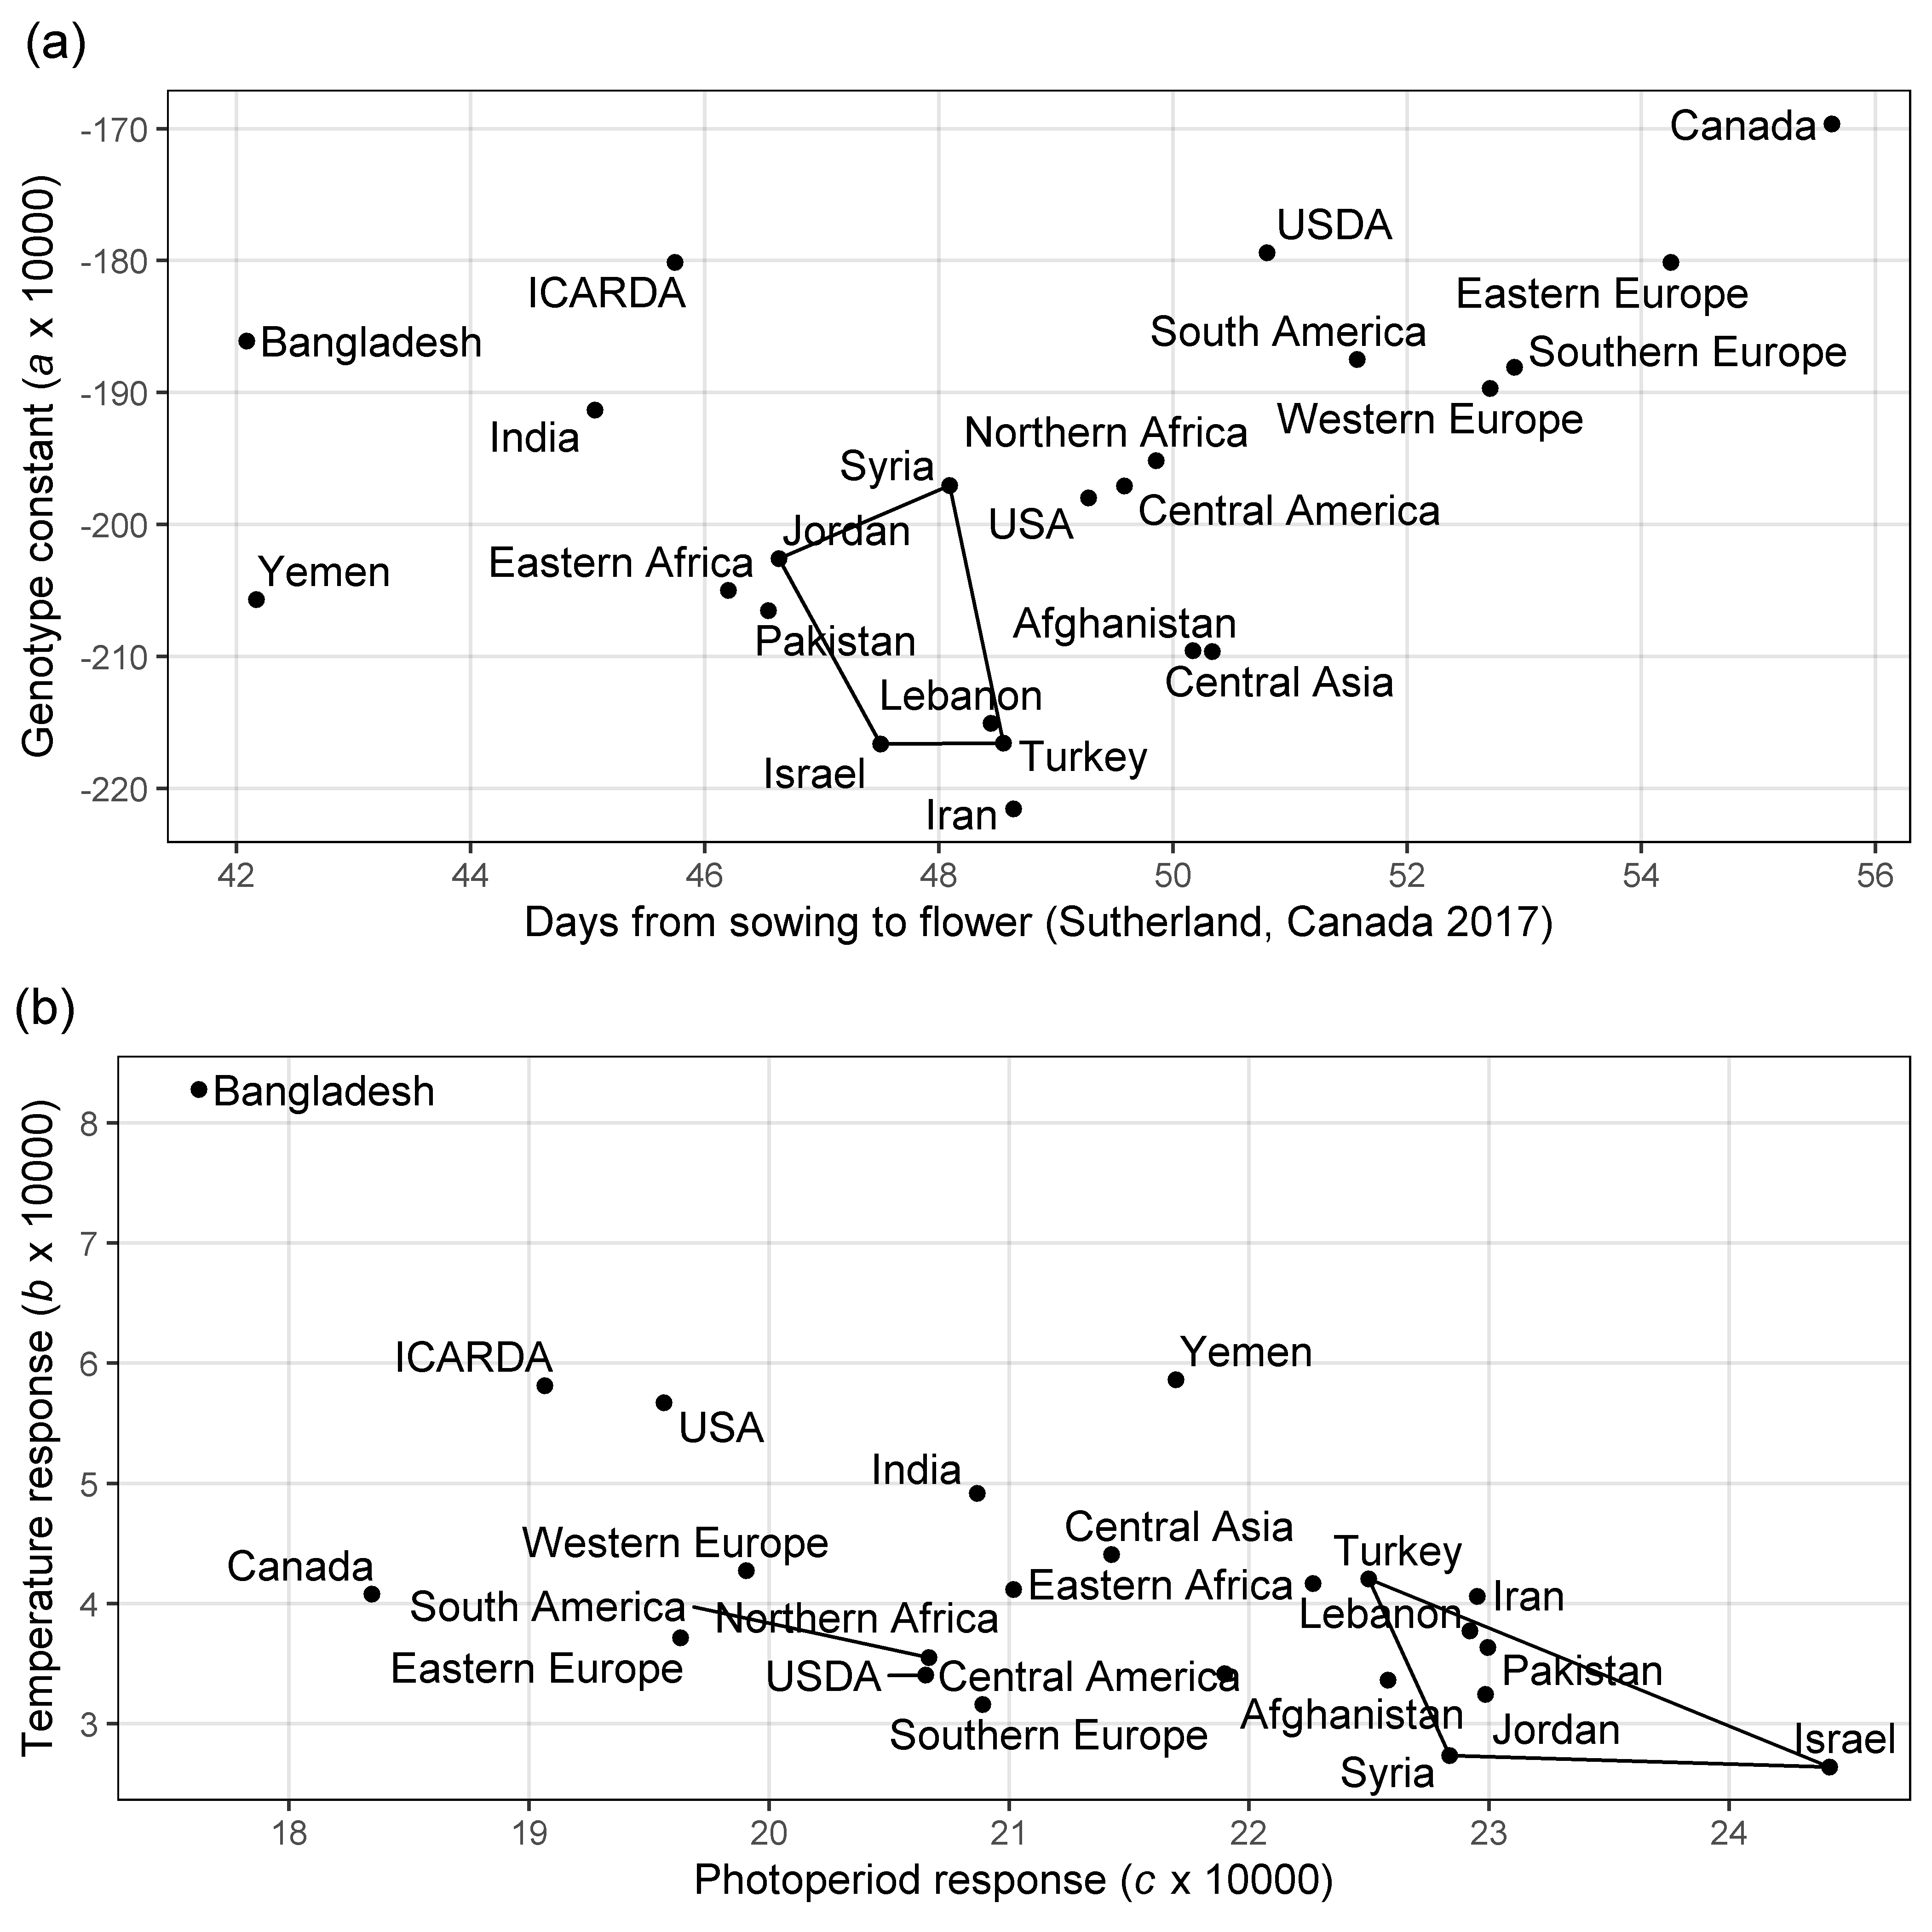 (a)
Genotype constant (a x 10000)
-170
-180
-190
-200
-210
-220
Canada
USDA
ICARDA
Eastern Europe
South America
Bangladesh
Southern Europe
Western Europe
India
Northern Africa
Syria
USA
Central America
Jordan
Eastern Africa
Yemen
Pakistan
Afghanistan
Central Asia
Lebanon
Turkey
Israel
Iran
42 44 46 48 50 52 54 56
Days from sowing to flower (Sutherland, Canada 2017)
(b)
Temperature response (b x 10000)
8
7
6
5
4
3
Bangladesh
ICARDA
Yemen
USA
India
Central Asia
Western Europe
Turkey
Canada
Eastern Africa
Iran
South America
Northern Africa
Lebanon
Eastern Europe
USDA
Central America
Pakistan
Afghanistan
Southern Europe
Jordan
Israel
Syria
18 19 20 21 22 23 24
Photoperiod response (c x 10000)